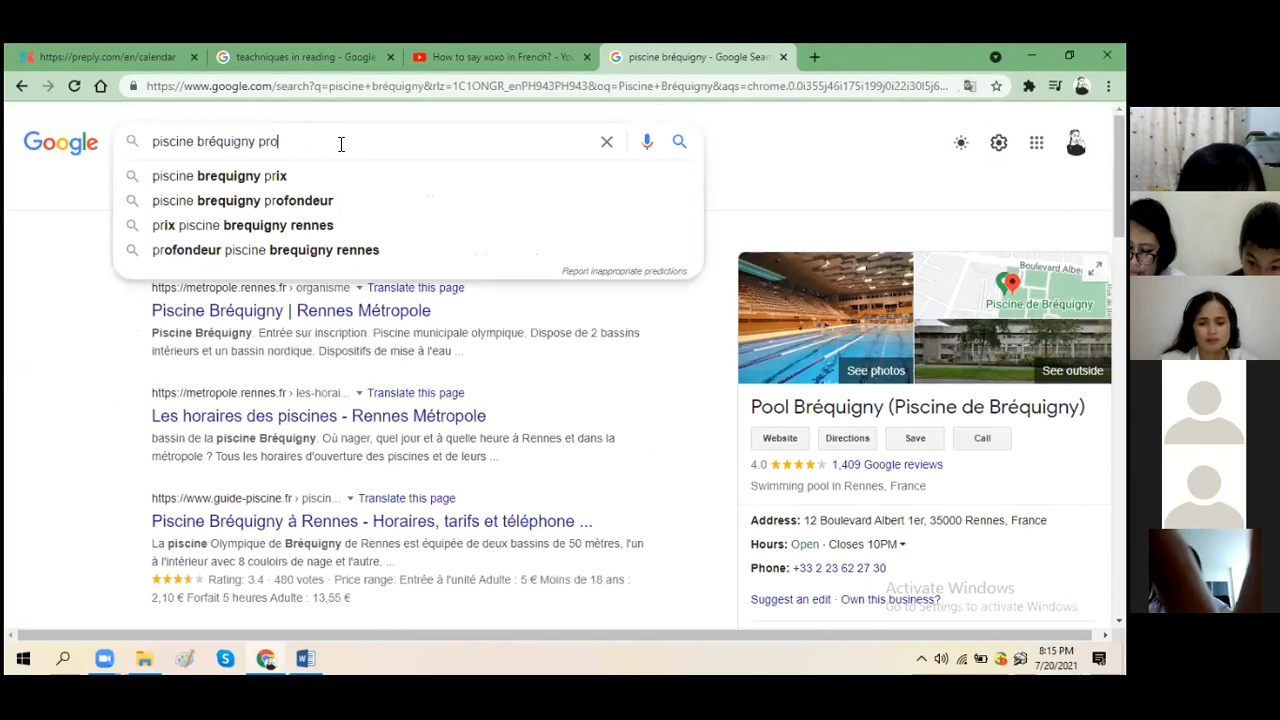 https://preply.com/en/calendar
teachniques in reading - Google
How to say xoxo in French? - You
piscine bréquigny - Google Sear
https://www.google.com/search?q=piscine+bréquigny&rlz=1C1ONGR_enPH943PH943&oq=Piscine+Bréquigny&aqs=chrome.0.0i355j46i175i199j0i22i30l5j6...
Google
piscine bréquigny pro
piscine brequigny prix
piscine brequigny profondeur
prix piscine brequigny rennes
profondeur piscine brequigny rennes
Report inappropriate predictions
https://metropole.rennes.fr › organisme
Translate this page
Piscine Bréquigny | Rennes Métropole
Piscine Bréquigny. Entrée sur inscription. Piscine municipale olympique. Dispose de 2 bassins
intérieurs et un bassin nordique. Dispositifs de mise à l'eau ...
https://metropole.rennes.fr › les-horai...
Translate this page
Les horaires des piscines - Rennes Métropole
bassin de la piscine Bréquigny. Où nager, quel jour et à quelle heure à Rennes et dans la
métropole ? Tous les horaires d'ouverture des piscines et de leurs ...
https://www.guide-piscine.fr › piscin...
Translate this page
Piscine Bréquigny à Rennes - Horaires, tarifs et téléphone ...
La piscine Olympique de Bréquigny de Rennes est équipée de deux bassins de 50 mètres, l'un
à l'intérieur avec 8 couloirs de nage et l'autre, ...
Rating: 3.4 · 480 votes · Price range: Entrée à l'unité Adulte : 5 € Moins de 18 ans :
2,10 € Forfait 5 heures Adulte : 13,55 €
Boulevard Alber
Piscine de Bréquigny
See photos
See outside
Pool Bréquigny (Piscine de Bréquigny)
Website
Directions
Save
Call
4.0
1,409 Google reviews
Swimming pool in Rennes, France
Address: 12 Boulevard Albert 1er, 35000 Rennes, France
Hours: Open · Closes 10PM
Phone: +33 2 23 62 27 30
Suggest an edit · Own this business?
Activate Windows
Go to Settings to activate Windows.
8:15 PM
7/20/2021